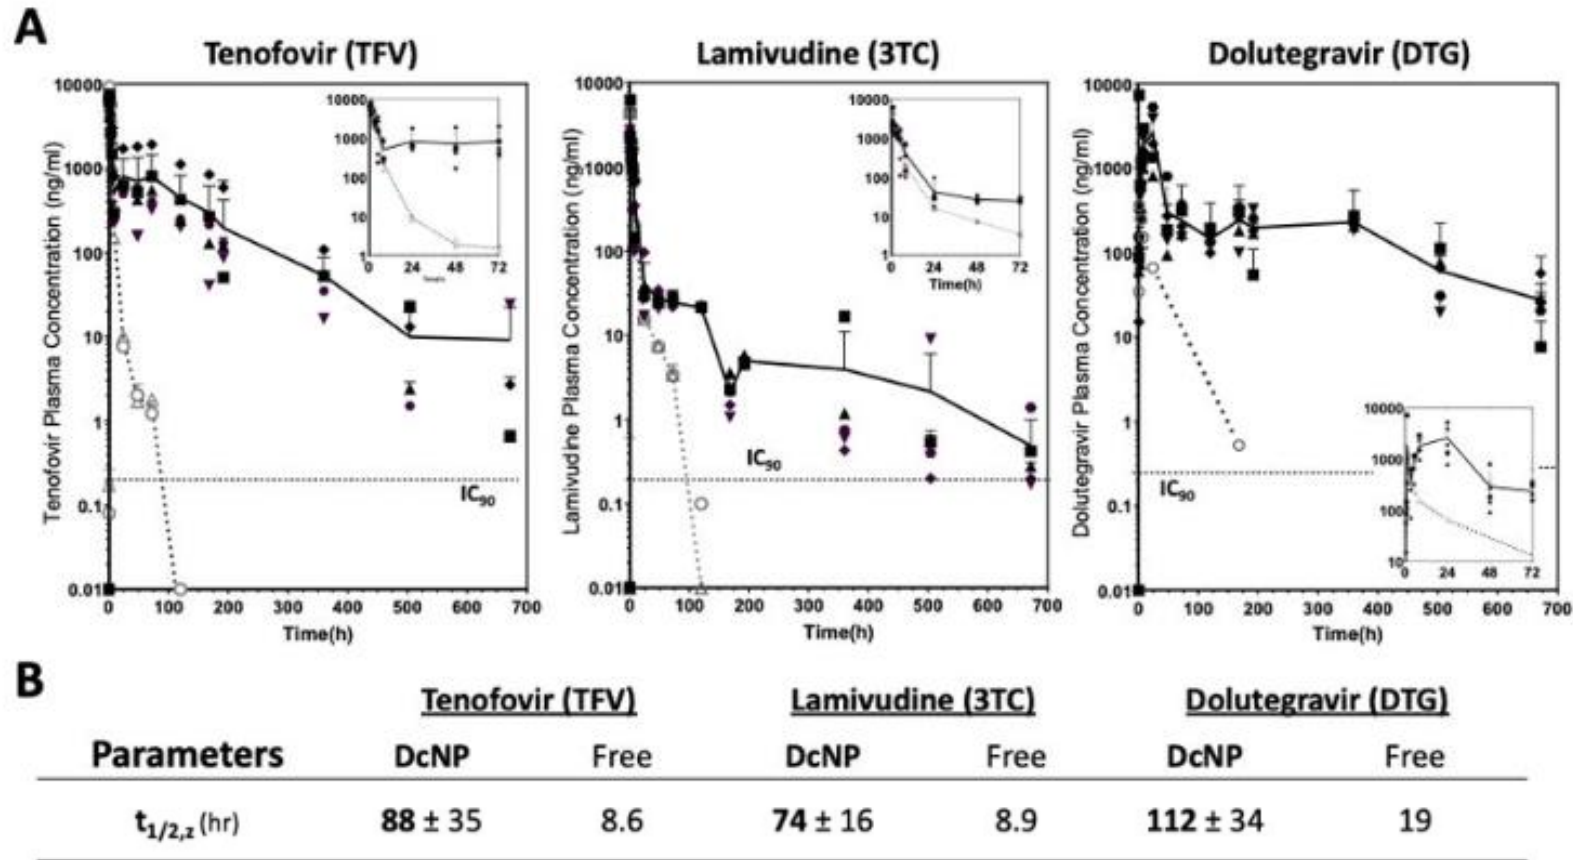 A
Tenofovir (TFV)
Tenofovir Plasma Concentration (ng/ml)
10000
1000
100
10
1
0.1
0.01
0 100 200 300 400 500 600 700
Time(h)
IC90
10000
1000
100
10
1
0 24 48 72
Lamivudine (3TC)
Lamivudine Plasma Concentration (ng/ml)
10000
1000
100
10
1
0.1
0.01
0 100 200 300 400 500 600 700
Time(h)
IC90
10000
1000
100
10
1
0 24 48 72
Time(h)
Dolutegravir (DTG)
Dolutegravir Plasma Concentration (ng/ml)
10000
1000
100
10
1
0.1
0.01
0 100 200 300 400 500 600 700
Time(h)
IC90
10000
1000
100
10
0 24 48 72
B
Tenofovir (TFV) Lamivudine (3TC) Dolutegravir (DTG)
Parameters DcNP Free DcNP Free DcNP Free
t1/2,z (hr) 88 ± 35 8.6 74 ± 16 8.9 112 ± 34 19